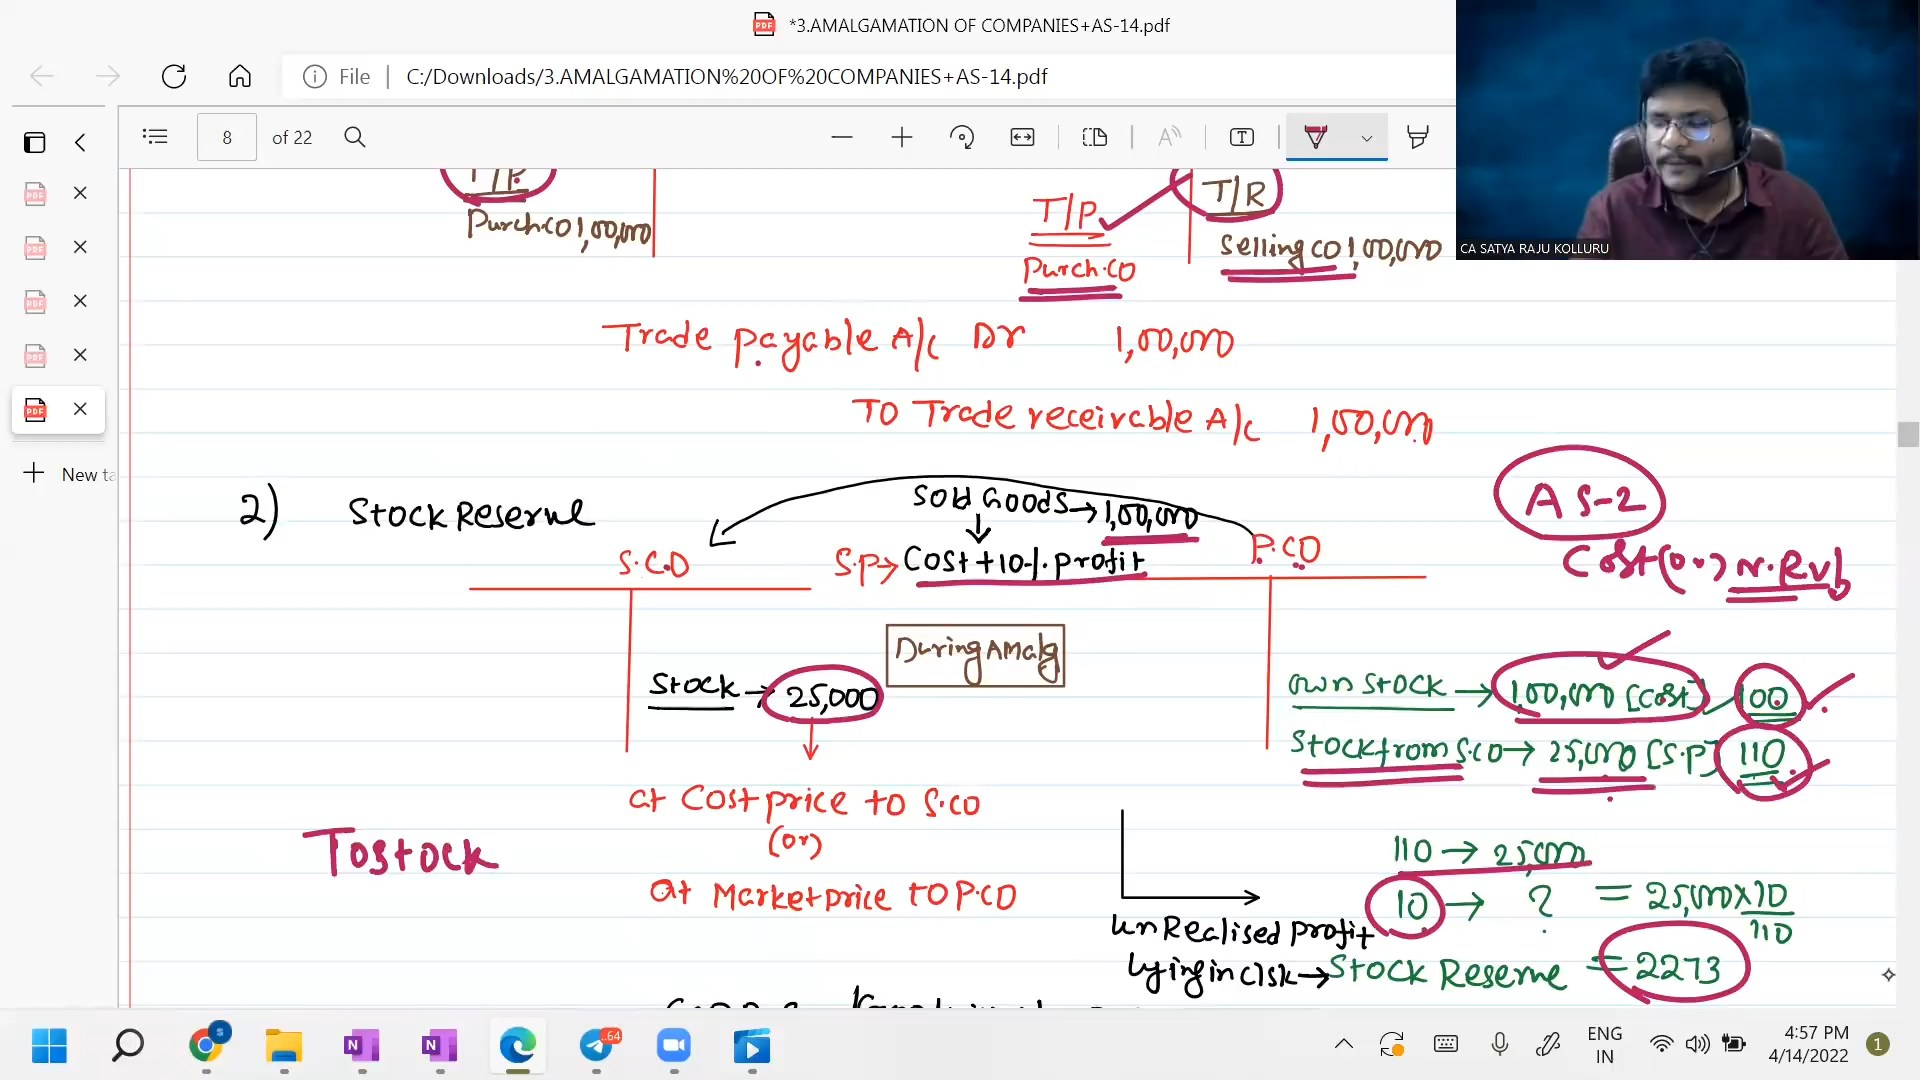 *3.AMALGAMATION OF COMPANIES+AS-14.pdf
File | C:/Downloads/3.AMALGAMATION%20OF%20COMPANIES+AS-14.pdf
8 of 22
New ta
T/P
Purch CO 1,00,000
T/P
Purch.CO
T/R
Selling CO 1,00,000
CA SATYA RAJU KOLLURU
Trade payable A/c Dr 1,00,000
To Trade receivable A/c 1,00,000
2) Stock Reserve
Sold Goods → 1,00,000
S.C.O
S.P → Cost + 10% profit
P.CO
AS-2
Cost (or) N.R.V
During AMalg
Stock → 25,000
own stock → 1,00,000 [Cost] 100
Stock from S.CO → 25,000 [S.P] 110
at Cost price to S.CO
(or)
at Market price to P.CO
To stock
110 → 25,000
10 → ? = 25,000 x 10
110
un Realised profit
lying in clsk → Stock Reserve = 2273
ENG
IN
4:57 PM
4/14/2022
1
64